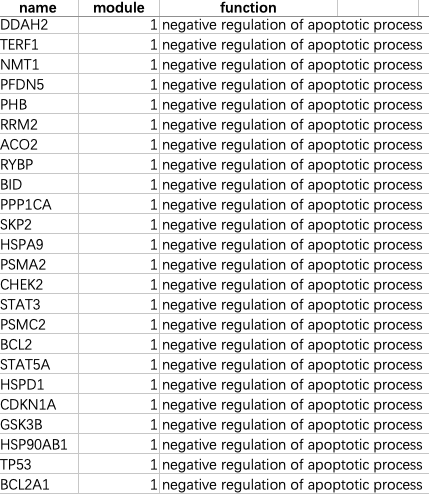 name module function
DDAH2 1 negative regulation of apoptotic process
TERF1 1 negative regulation of apoptotic process
NMT1 1 negative regulation of apoptotic process
PFDN5 1 negative regulation of apoptotic process
PHB 1 negative regulation of apoptotic process
RRM2 1 negative regulation of apoptotic process
ACO2 1 negative regulation of apoptotic process
RYBP 1 negative regulation of apoptotic process
BID 1 negative regulation of apoptotic process
PPP1CA 1 negative regulation of apoptotic process
SKP2 1 negative regulation of apoptotic process
HSPA9 1 negative regulation of apoptotic process
PSMA2 1 negative regulation of apoptotic process
CHEK2 1 negative regulation of apoptotic process
STAT3 1 negative regulation of apoptotic process
PSMC2 1 negative regulation of apoptotic process
BCL2 1 negative regulation of apoptotic process
STAT5A 1 negative regulation of apoptotic process
HSPD1 1 negative regulation of apoptotic process
CDKN1A 1 negative regulation of apoptotic process
GSK3B 1 negative regulation of apoptotic process
HSP90AB1 1 negative regulation of apoptotic process
TP53 1 negative regulation of apoptotic process
BCL2A1 1 negative regulation of apoptotic process